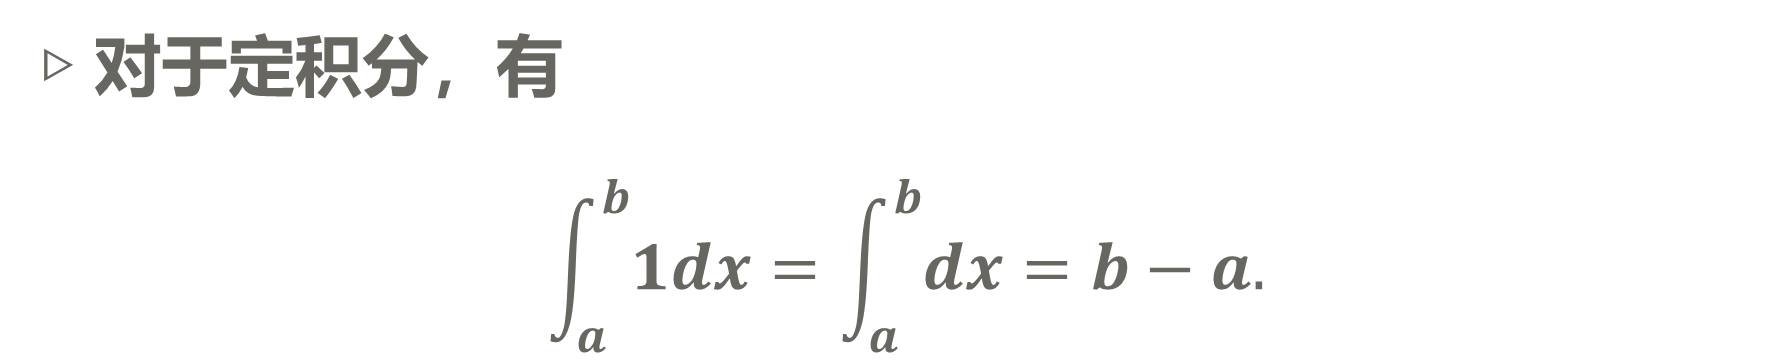 ▷ 对于定积分，有
∫_a^b 1dx = ∫_a^b dx = b − a.